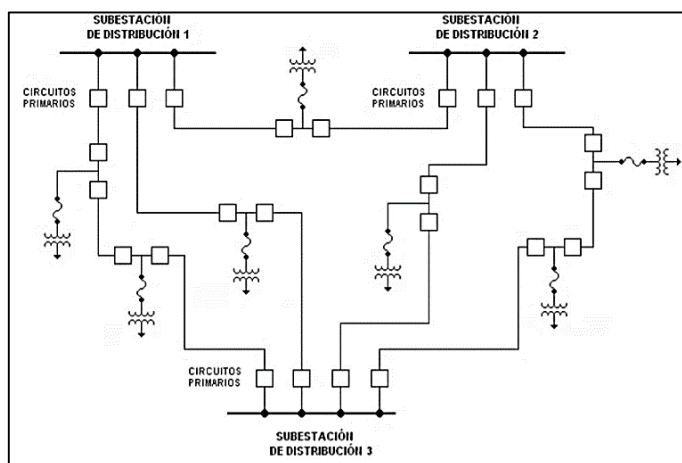 SUBESTACIÓN
DE DISTRIBUCIÓN 1
SUBESTACIÓN
DE DISTRIBUCIÓN 2
CIRCUITOS
PRIMARIOS
CIRCUITOS
PRIMARIOS
CIRCUITOS
PRIMARIOS
SUBESTACIÓN
DE DISTRIBUCIÓN 3